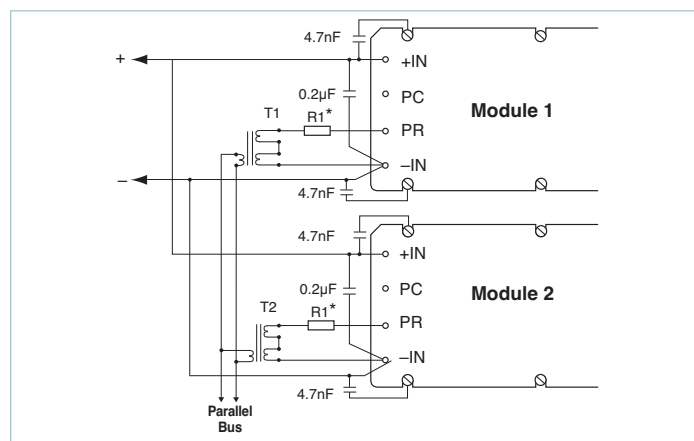 4.7nF
+
+IN
0.2µF
PC
Module 1
T1
R1*
PR
–IN
–
4.7nF
4.7nF
+IN
0.2µF
PC
Module 2
T2
R1*
PR
–IN
4.7nF
Parallel
Bus